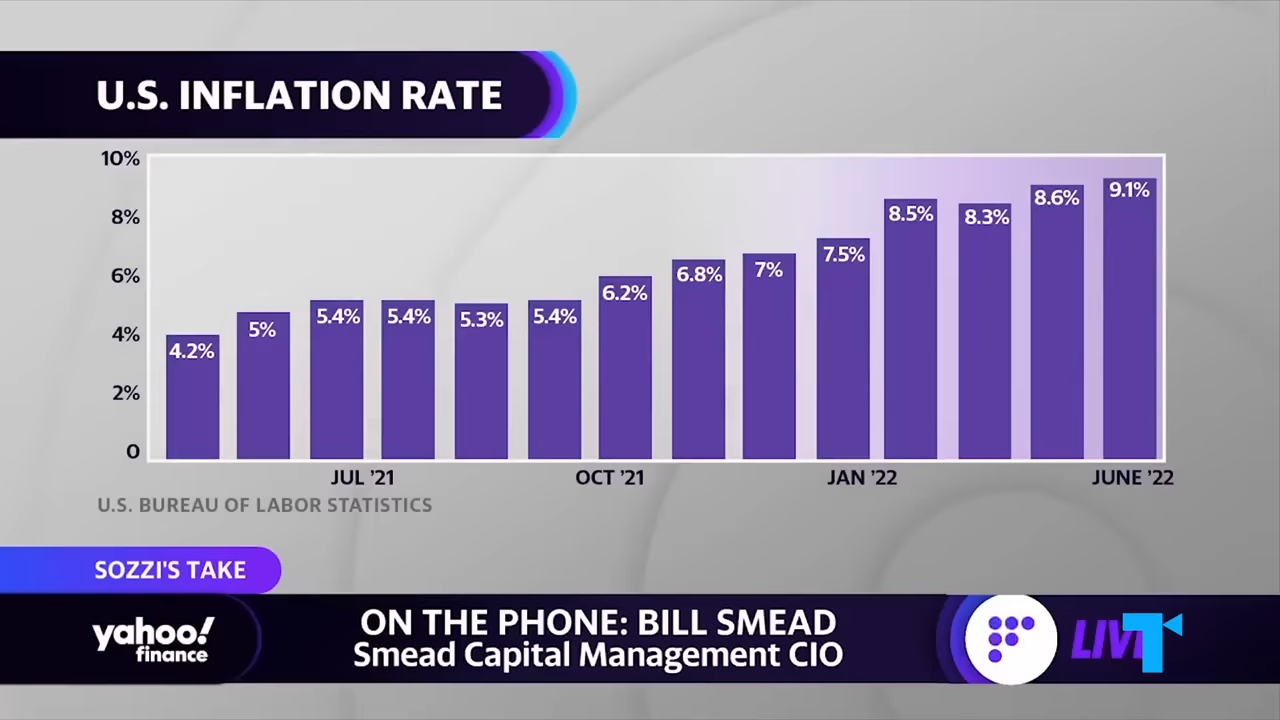 U.S. INFLATION RATE
10%
8%
6%
4%
2%
0
4.2%
5%
5.4%
5.4%
5.3%
5.4%
6.2%
6.8%
7%
7.5%
8.5%
8.3%
8.6%
9.1%
JUL ’21
OCT ’21
JAN ’22
JUNE ’22
U.S. BUREAU OF LABOR STATISTICS
SOZZI'S TAKE
yahoo!
finance
ON THE PHONE: BILL SMEAD
Smead Capital Management CIO